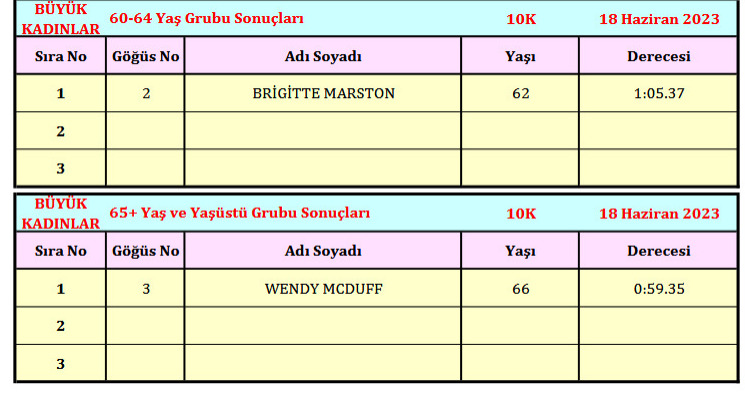 BÜYÜK KADINLAR 60-64 Yaş Grubu Sonuçları 10K 18 Haziran 2023
Sıra No Göğüs No Adı Soyadı Yaşı Derecesi
1 2 BRİGİTTE MARSTON 62 1:05.37
2
3
BÜYÜK KADINLAR 65+ Yaş ve Yaşüstü Grubu Sonuçları 10K 18 Haziran 2023
Sıra No Göğüs No Adı Soyadı Yaşı Derecesi
1 3 WENDY MCDUFF 66 0:59.35
2
3